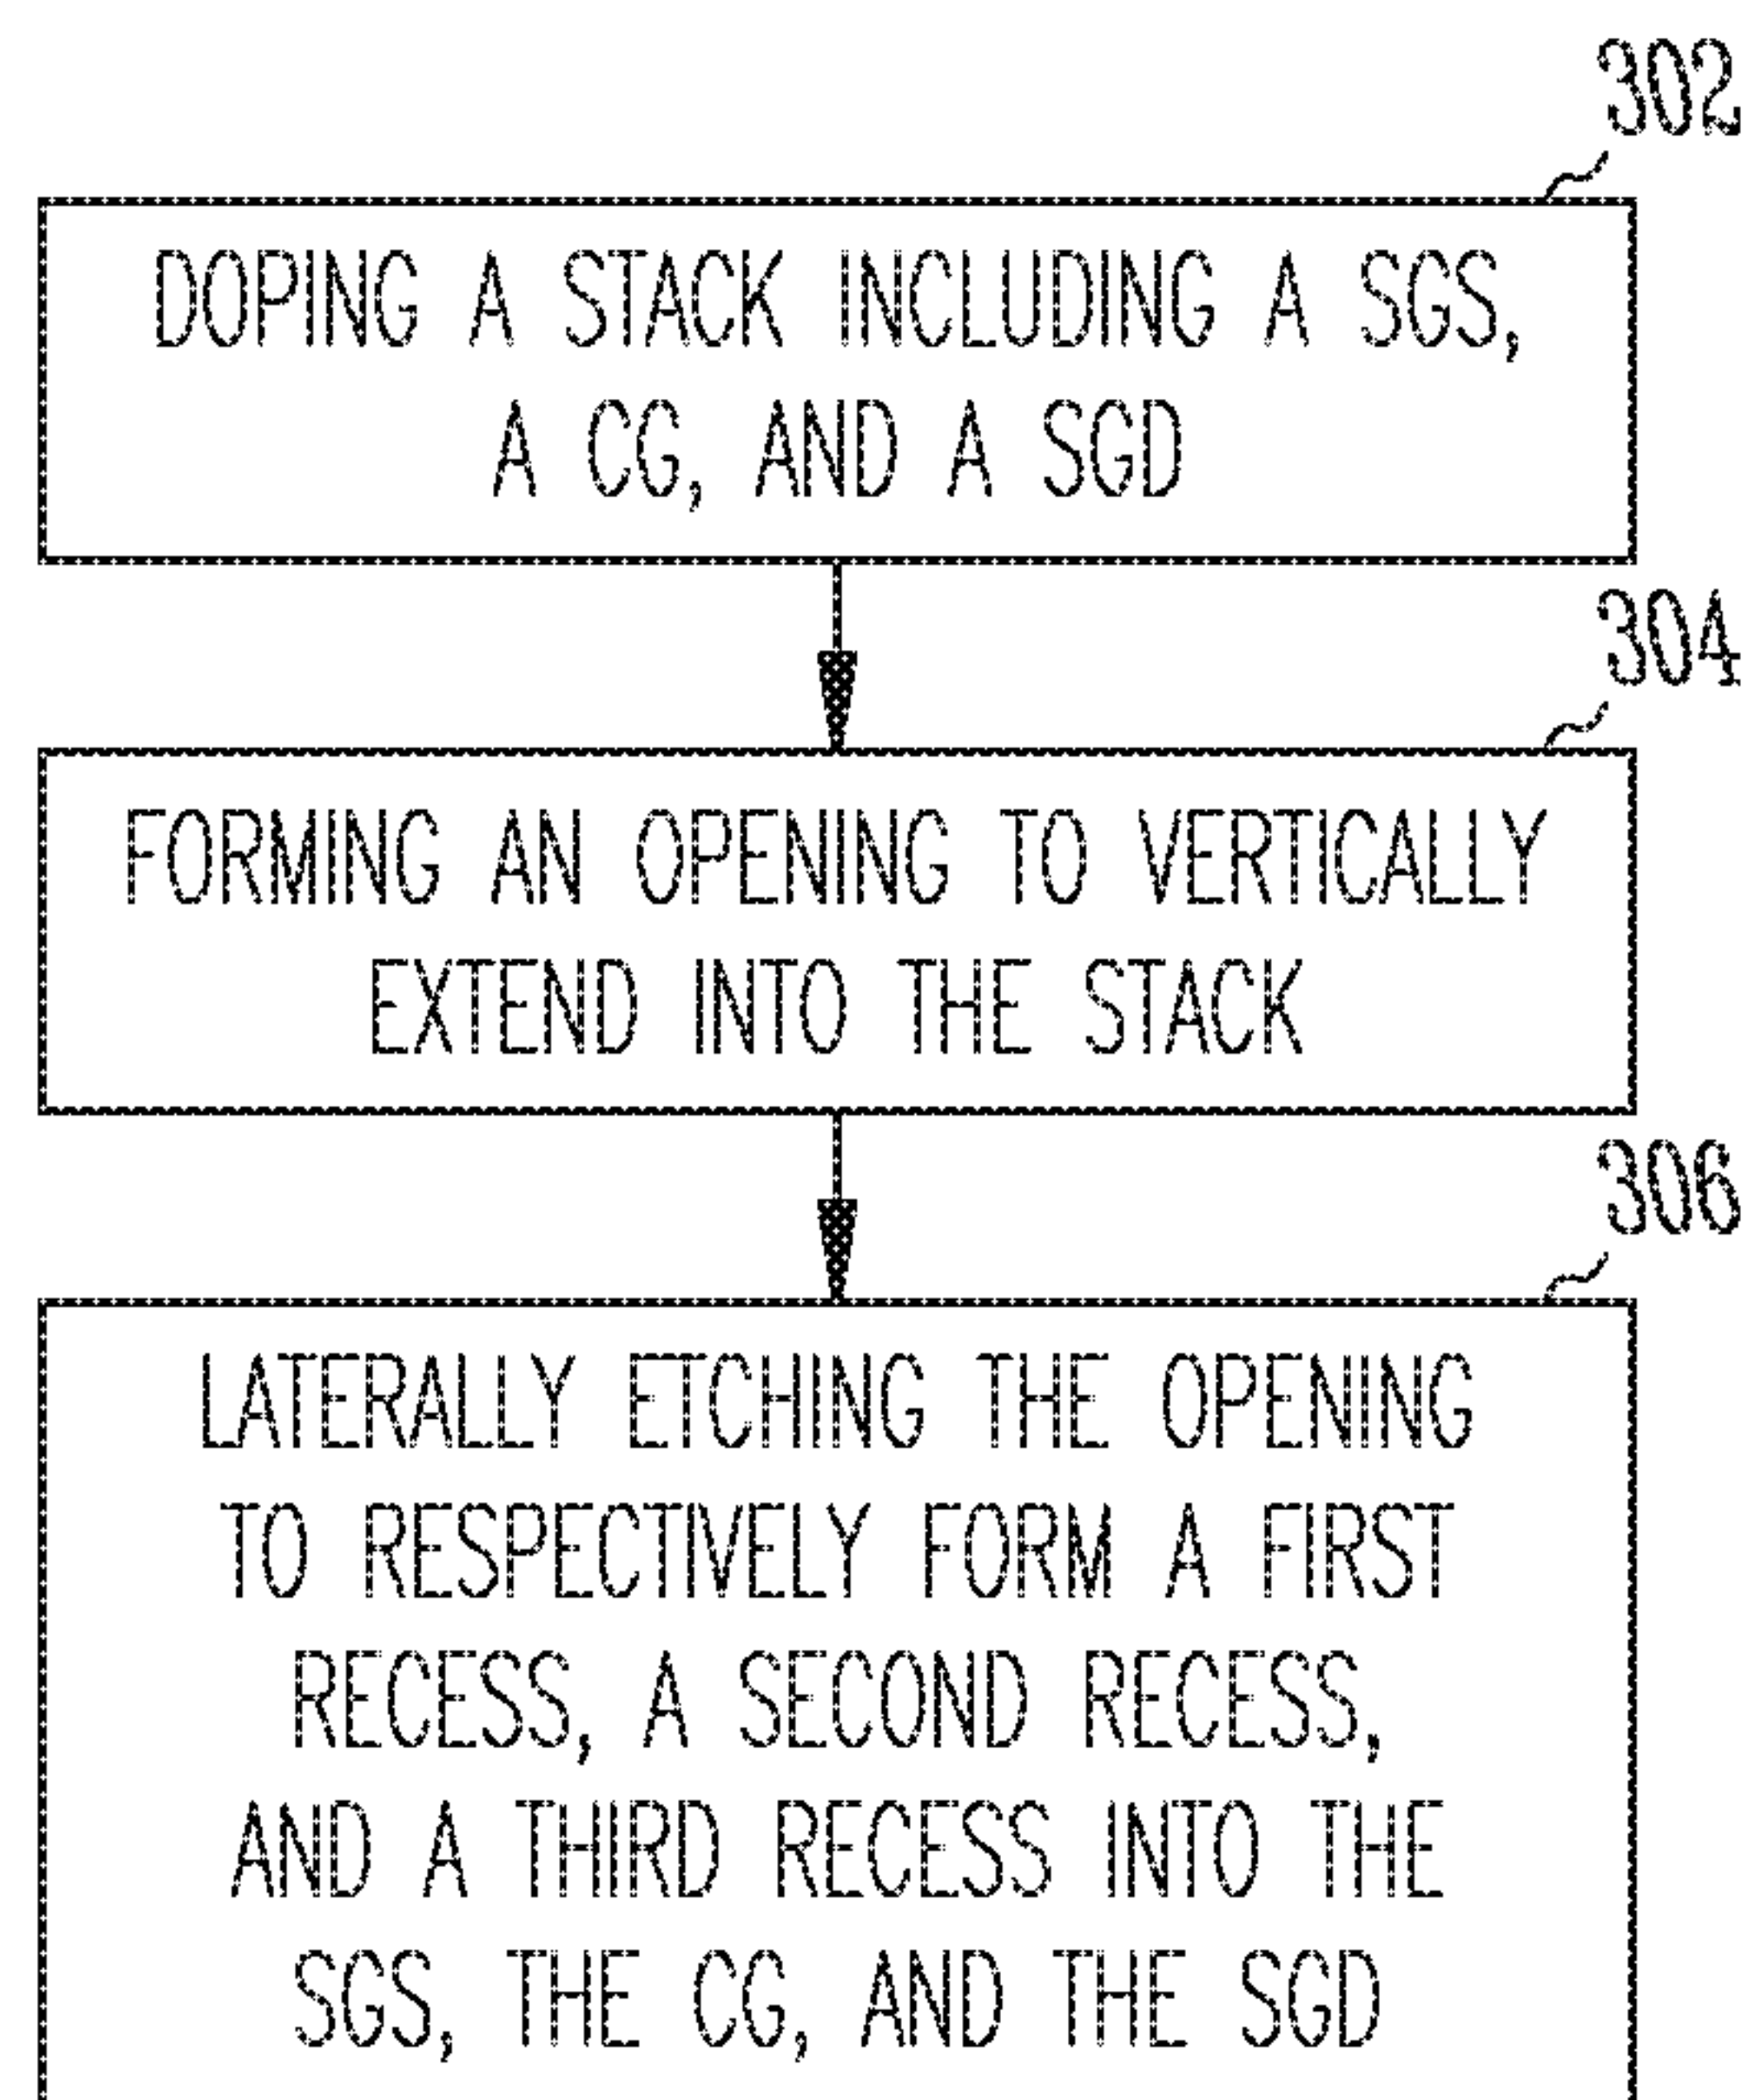 302
DOPING A STACK INCLUDING A SGS,
A CG, AND A SGD
304
FORMING AN OPENING TO VERTICALLY
EXTEND INTO THE STACK
306
LATERALLY ETCHING THE OPENING
TO RESPECTIVELY FORM A FIRST
RECESS, A SECOND RECESS,
AND A THIRD RECESS INTO THE
SGS, THE CG, AND THE SGD